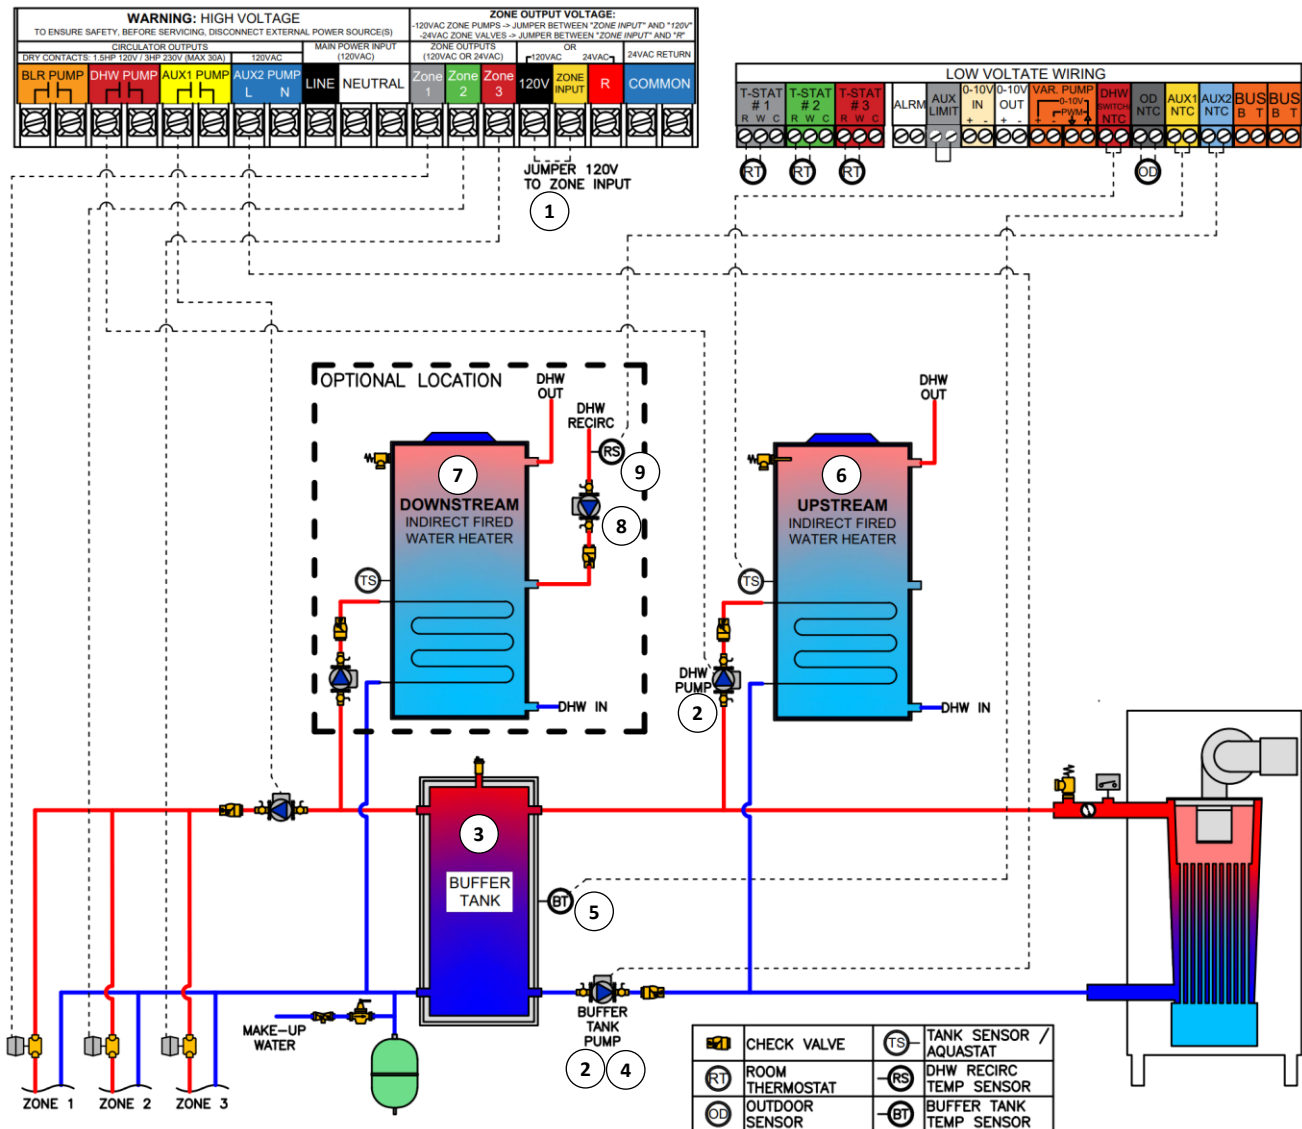 WARNING: HIGH VOLTAGE
TO ENSURE SAFETY, BEFORE SERVICING, DISCONNECT EXTERNAL POWER SOURCE(S)
ZONE OUTPUT VOLTAGE:
-120VAC ZONE PUMPS -> JUMPER BETWEEN "ZONE INPUT" AND "120V"
-24VAC ZONE VALVES -> JUMPER BETWEEN "ZONE INPUT" AND "R"
CIRCULATOR OUTPUTS
DRY CONTACTS: 1.5HP 120V / 3HP 230V (MAX 30A)
120VAC
MAIN POWER INPUT
(120VAC)
ZONE OUTPUTS
(120VAC OR 24VAC)
OR
120VAC 24VAC
24VAC RETURN
BLR PUMP
DHW PUMP
AUX1 PUMP
AUX2 PUMP
L N
LINE
NEUTRAL
Zone
1
Zone
2
Zone
3
120V
ZONE
INPUT
R
COMMON
JUMPER 120V
TO ZONE INPUT
1
LOW VOLTATE WIRING
T-STAT
# 1
R W C
T-STAT
# 2
R W C
T-STAT
# 3
R W C
ALRM
AUX
LIMIT
0-10V
IN
+ -
0-10V
OUT
+ -
VAR. PUMP
0-10V
PWM
+ -
DHW
SWITCH/
NTC
OD
NTC
AUX1
NTC
AUX2
NTC
BUS
B T
BUS
B T
RT
RT
RT
OD
OPTIONAL LOCATION
DHW
OUT
DHW
RECIRC
RS
9
7
DOWNSTREAM
INDIRECT FIRED
WATER HEATER
8
TS
DHW IN
DHW
OUT
6
UPSTREAM
INDIRECT FIRED
WATER HEATER
TS
DHW
PUMP
2
DHW IN
3
BUFFER
TANK
BT
5
BUFFER
TANK
PUMP
2
4
MAKE-UP
WATER
ZONE 1
ZONE 2
ZONE 3
CHECK VALVE
TS
TANK SENSOR /
AQUASTAT
RT
ROOM
THERMOSTAT
RS
DHW RECIRC
TEMP SENSOR
OD
OUTDOOR
SENSOR
BT
BUFFER TANK
TEMP SENSOR